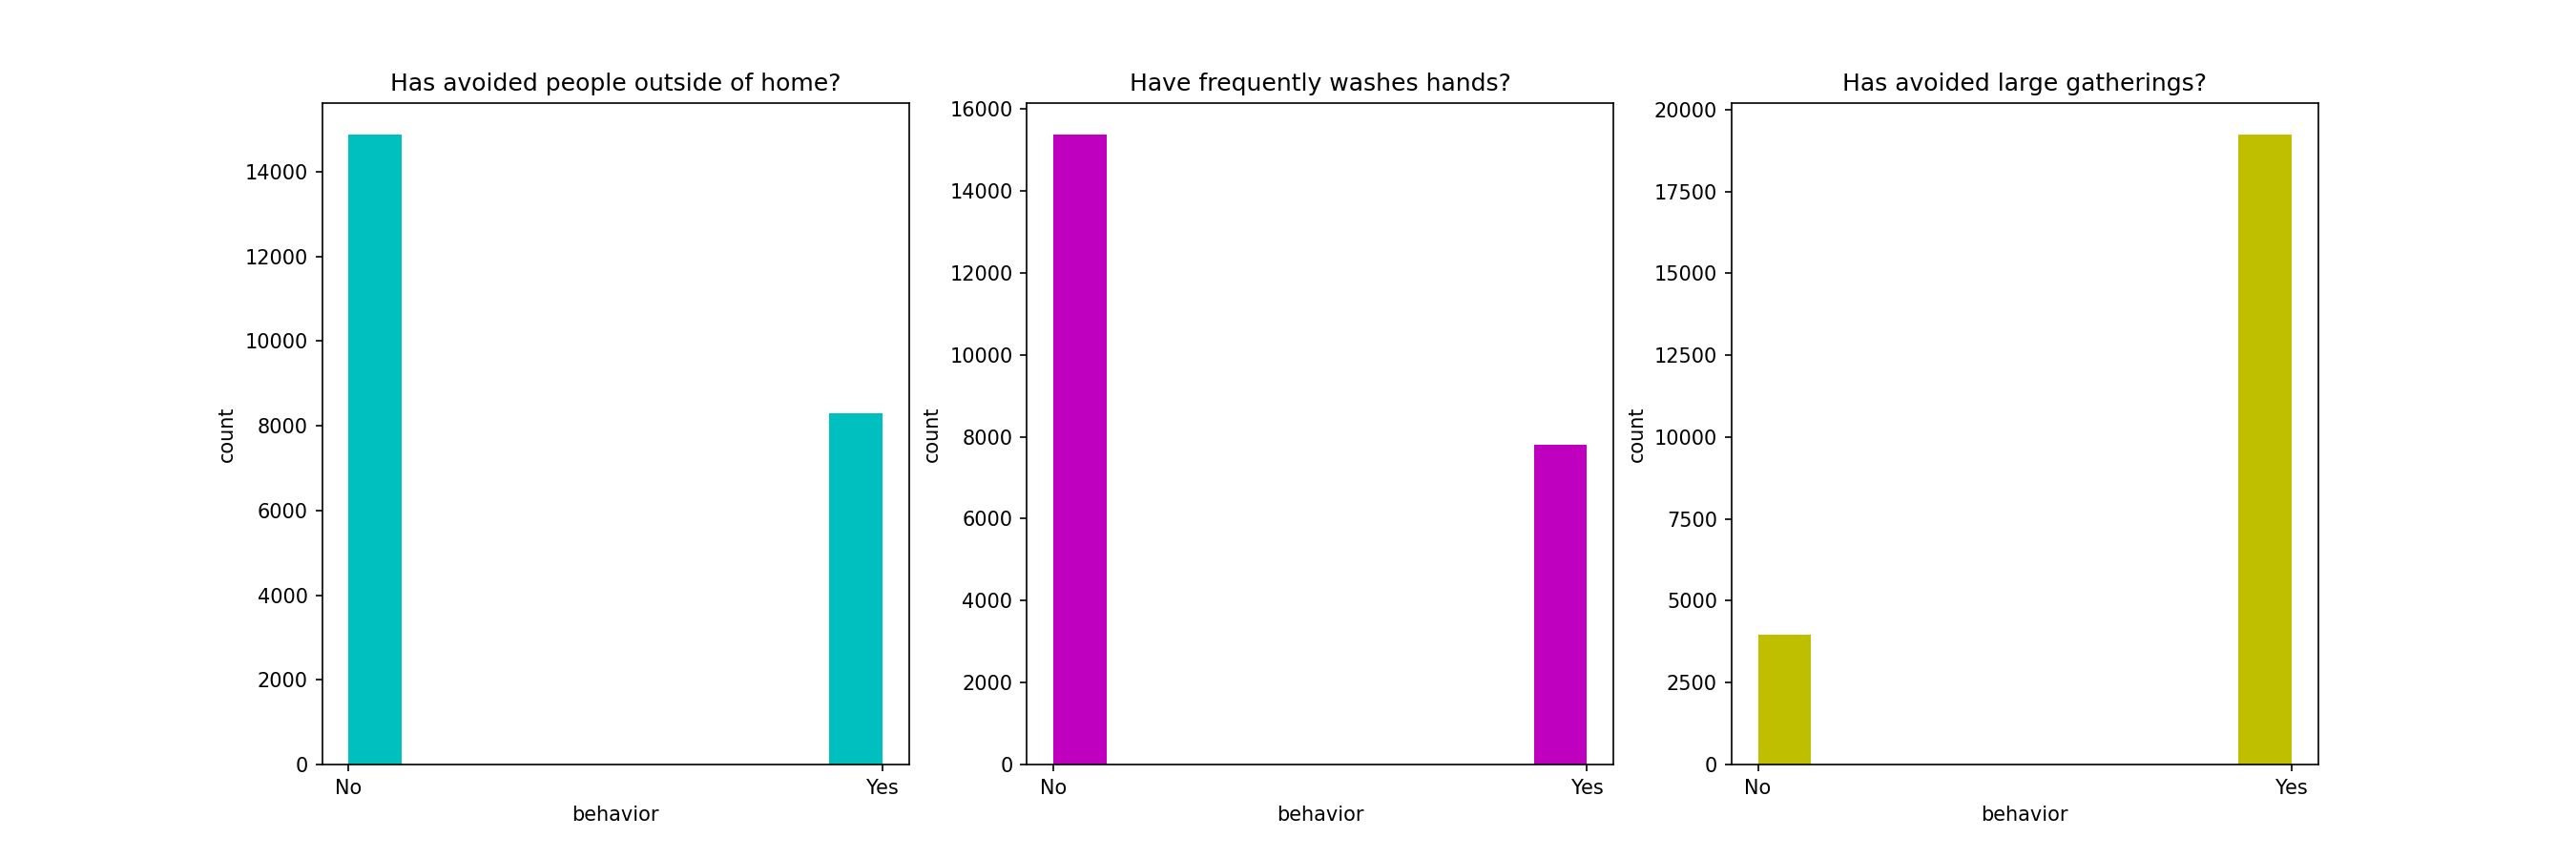 Has avoided people outside of home?
14000
12000
10000
8000
6000
4000
2000
0
count
No Yes
behavior
Have frequently washes hands?
16000
14000
12000
10000
8000
6000
4000
2000
0
count
No Yes
behavior
Has avoided large gatherings?
20000
17500
15000
12500
10000
7500
5000
2500
0
count
No Yes
behavior